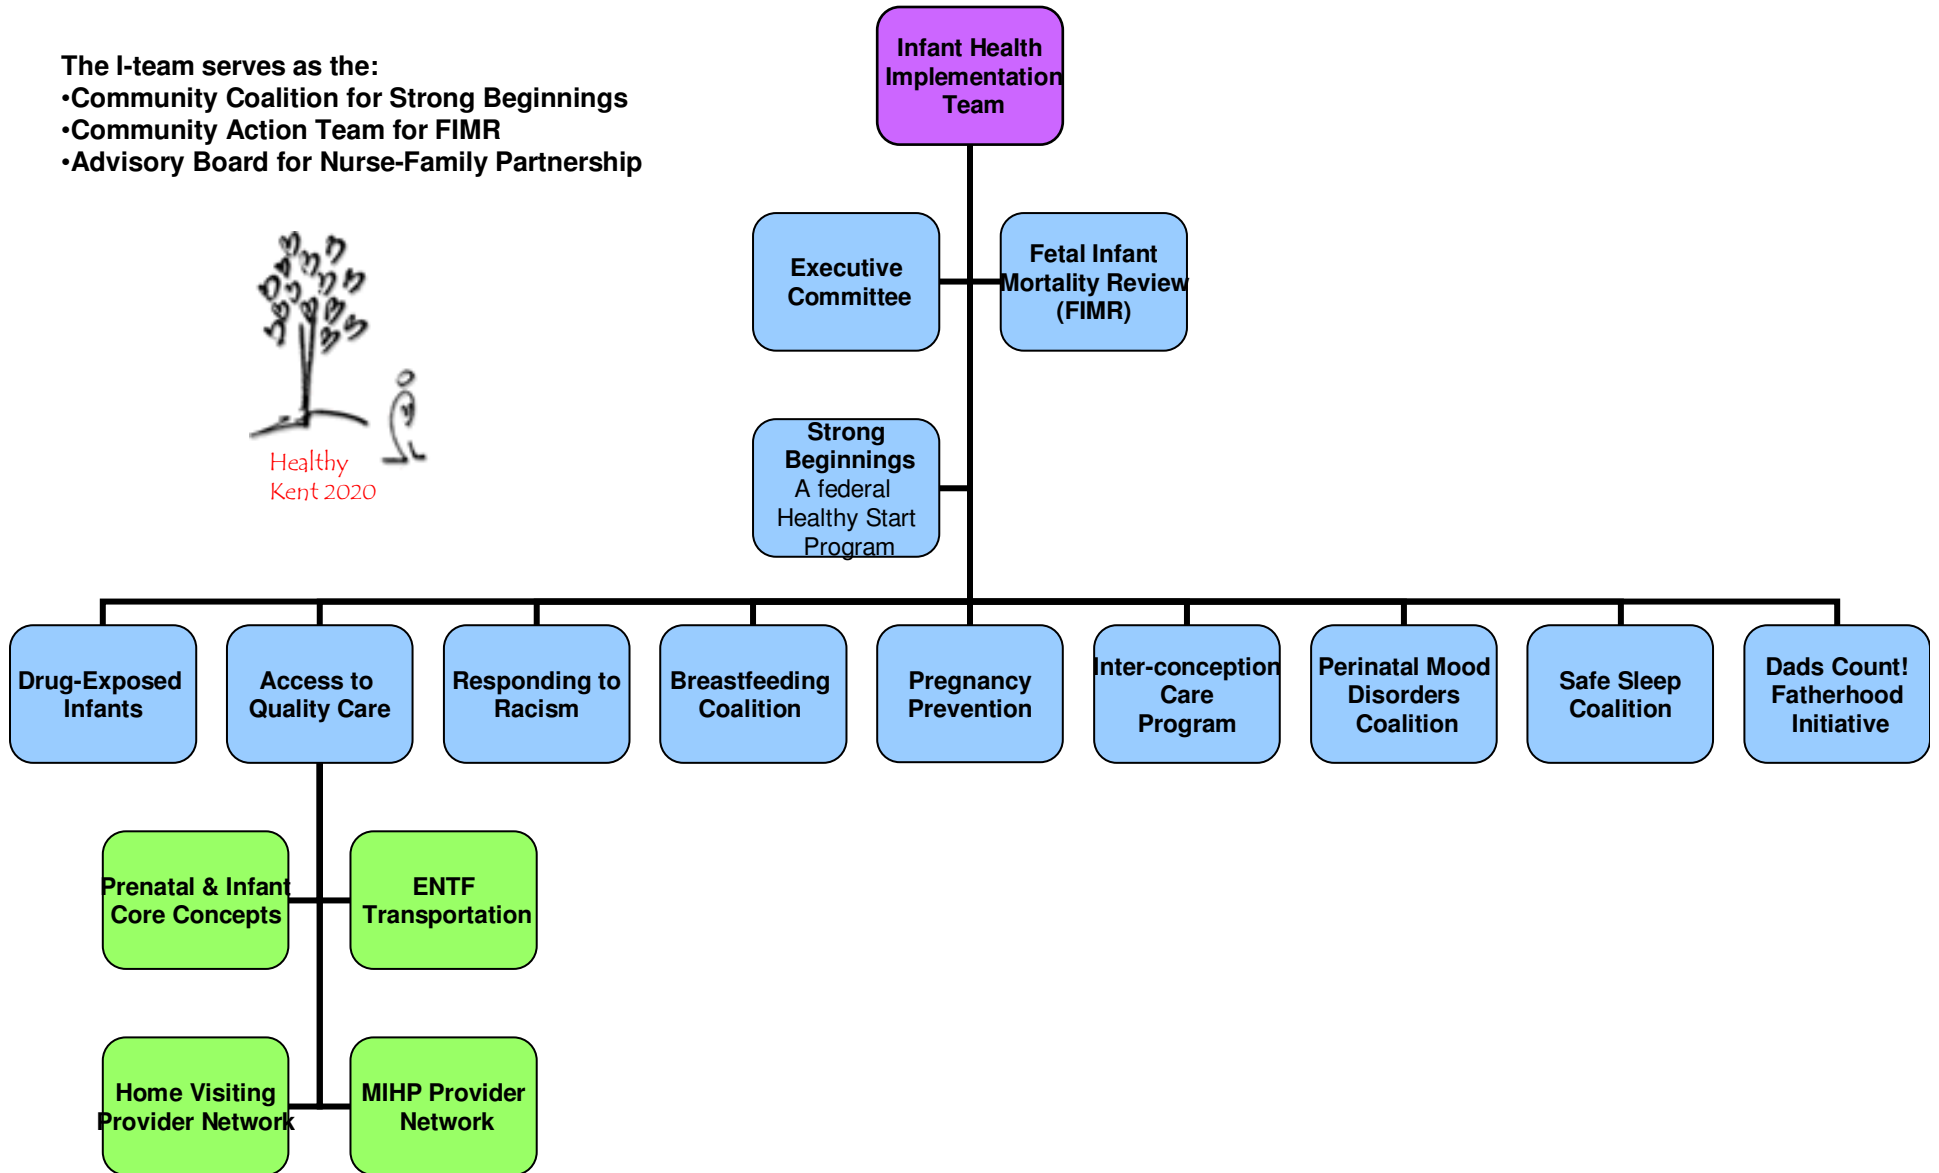 The I-team serves as the:
•Community Coalition for Strong Beginnings
•Community Action Team for FIMR
•Advisory Board for Nurse-Family Partnership
Healthy
Kent 2020
Infant Health
Implementation
Team
Executive
Committee
Fetal Infant
Mortality Review
(FIMR)
Strong
Beginnings
A federal
Healthy Start
Program
Drug-Exposed
Infants
Access to
Quality Care
Responding to
Racism
Breastfeeding
Coalition
Pregnancy
Prevention
Inter-conception
Care
Program
Perinatal Mood
Disorders
Coalition
Safe Sleep
Coalition
Dads Count!
Fatherhood
Initiative
Prenatal & Infant
Core Concepts
ENTF
Transportation
Home Visiting
Provider Network
MIHP Provider
Network